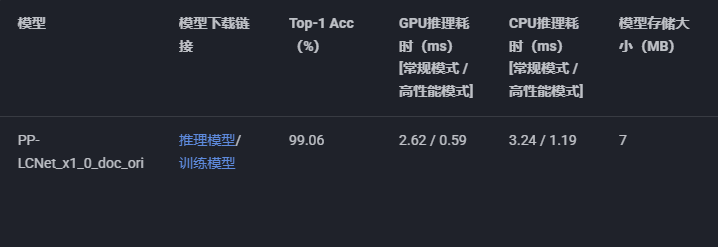 模型
模型下载链
接
Top-1 Acc
（%）
GPU推理耗
时（ms）
[常规模式 /
高性能模式]
CPU推理耗
时（ms）
[常规模式 /
高性能模式]
模型存储大
小（MB）
PP-
LCNet_x1_0_doc_ori
推理模型/
训练模型
99.06
2.62 / 0.59
3.24 / 1.19
7